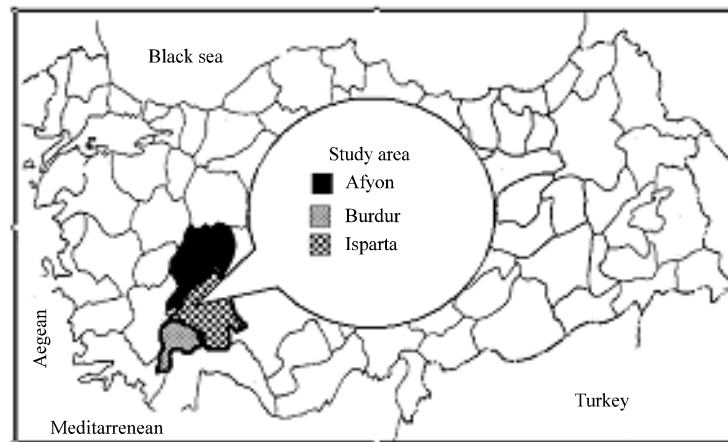 Black sea
Study area
Afyon
Burdur
Isparta
Aegean
Turkey
Meditarrenean